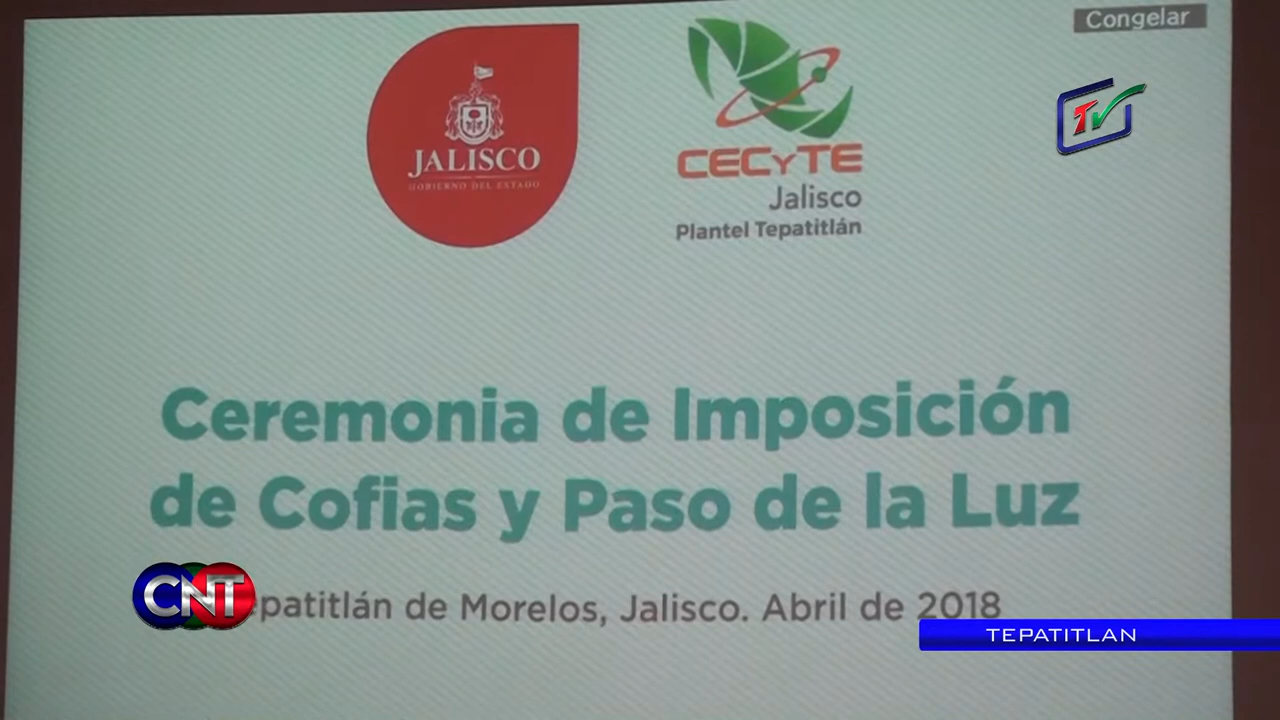 Congelar
TV
JALISCO
GOBIERNO DEL ESTADO
CECyTE
Jalisco
Plantel Tepatitlán
Ceremonia de Imposición
de Cofias y Paso de la Luz
CNT
epatitlán de Morelos, Jalisco. Abril de 2018
TEPATITLAN